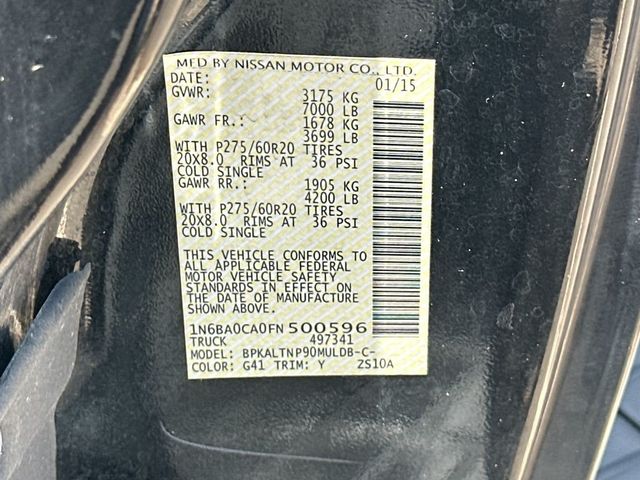 MFD BY NISSAN MOTOR CO., LTD.
DATE: 01/15
GVWR: 3175 KG
7000 LB
GAWR FR.: 1678 KG
3699 LB
WITH P275/60R20 TIRES
20X8.0 RIMS AT 36 PSI
COLD SINGLE
GAWR RR.: 1905 KG
4200 LB
WITH P275/60R20 TIRES
20X8.0 RIMS AT 36 PSI
COLD SINGLE
THIS VEHICLE CONFORMS TO
ALL APPLICABLE FEDERAL
MOTOR VEHICLE SAFETY
STANDARDS IN EFFECT ON
THE DATE OF MANUFACTURE
SHOWN ABOVE.
1N6BA0CA0FN500596
TRUCK 497341
MODEL: BPKALTNP90MULDB-C-
COLOR: G41 TRIM: Y ZS10A